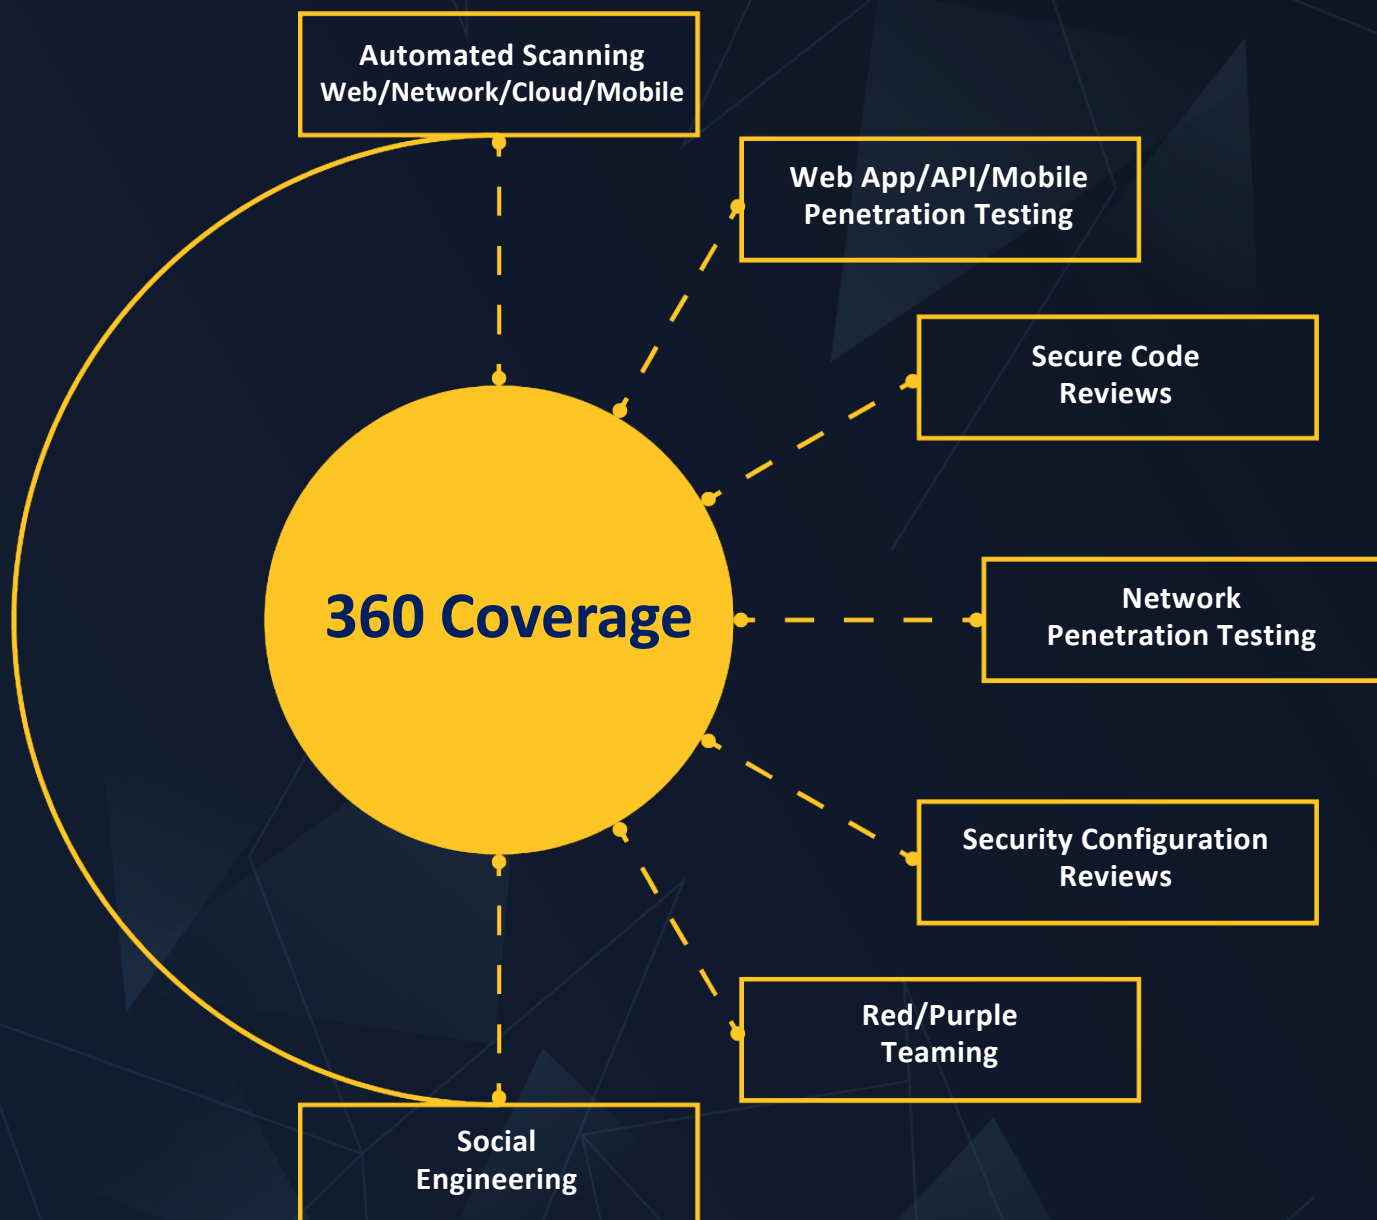 Automated Scanning
Web/Network/Cloud/Mobile
Web App/API/Mobile
Penetration Testing
Secure Code
Reviews
360 Coverage
Network
Penetration Testing
Security Configuration
Reviews
Red/Purple
Teaming
Social
Engineering